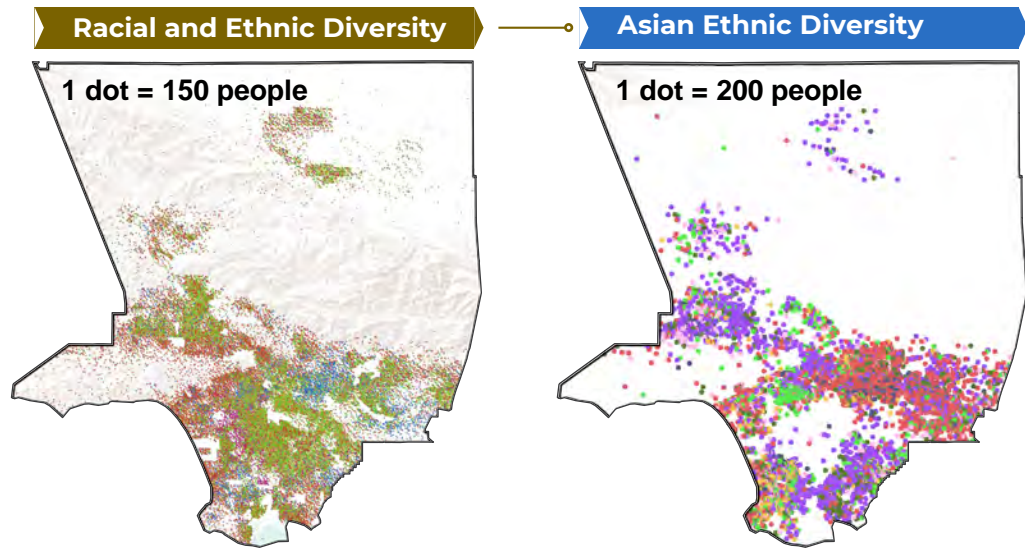 Racial and Ethnic Diversity
Asian Ethnic Diversity
1 dot = 150 people
1 dot = 200 people